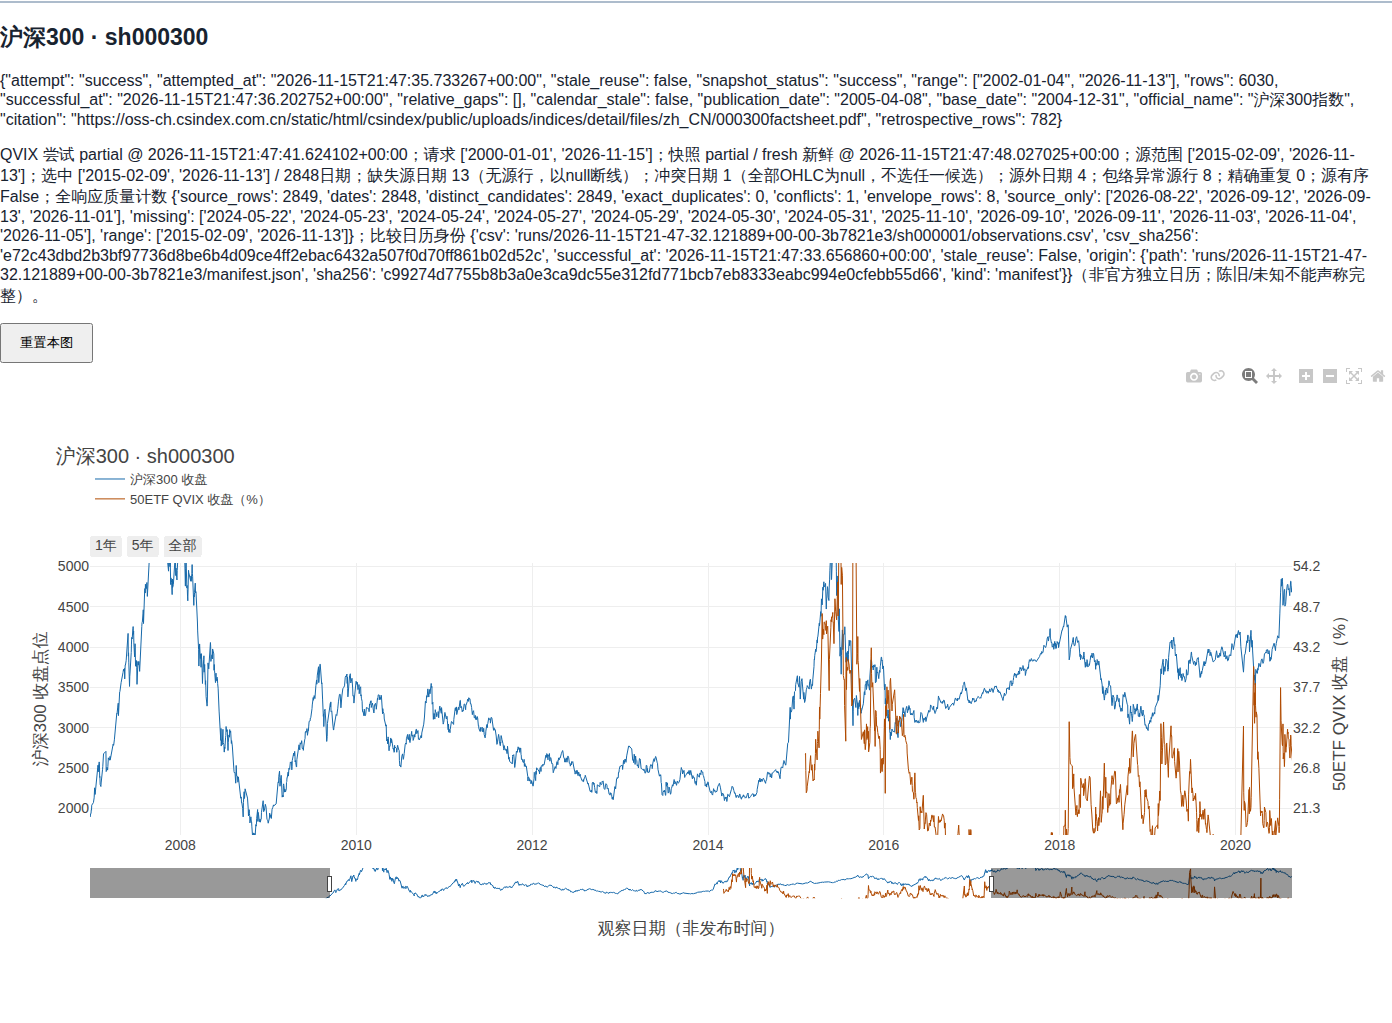 沪深300 · sh000300
{"attempt": "success", "attempted_at": "2026-11-15T21:47:35.733267+00:00", "stale_reuse": false, "snapshot_status": "success", "range": ["2002-01-04", "2026-11-13"], "rows": 6030,
"successful_at": "2026-11-15T21:47:36.202752+00:00", "relative_gaps": [], "calendar_stale": false, "publication_date": "2005-04-08", "base_date": "2004-12-31", "official_name": "沪深300指数",
"citation": "https://oss-ch.csindex.com.cn/static/html/csindex/public/uploads/indices/detail/files/zh_CN/000300factsheet.pdf", "retrospective_rows": 782}
QVIX 尝试 partial @ 2026-11-15T21:47:41.624102+00:00；请求 ['2000-01-01', '2026-11-15']；快照 partial / fresh 新鲜 @ 2026-11-15T21:47:48.027025+00:00；源范围 ['2015-02-09', '2026-11-
13']；选中 ['2015-02-09', '2026-11-13'] / 2848日期；缺失源日期 13（无源行，以null断线）；冲突日期 1（全部OHLC为null，不选任一候选）；源外日期 4；包络异常源行 8；精确重复 0；源有序
False；全响应质量计数 {'source_rows': 2849, 'dates': 2848, 'distinct_candidates': 2849, 'exact_duplicates': 0, 'conflicts': 1, 'envelope_rows': 8, 'source_only': ['2026-08-22', '2026-09-12', '2026-09-
13', '2026-11-01'], 'missing': ['2024-05-22', '2024-05-23', '2024-05-24', '2024-05-27', '2024-05-29', '2024-05-30', '2024-05-31', '2025-11-10', '2026-09-10', '2026-09-11', '2026-11-03', '2026-11-04',
'2026-11-05'], 'range': ['2015-02-09', '2026-11-13']}；比较日历身份 {'csv': 'runs/2026-11-15T21-47-32.121889+00-00-3b7821e3/sh000001/observations.csv', 'csv_sha256':
'e72c43dbd2b3bf97736d8be6b4d09ce4ff2ebac6432a507f0d70ff861b02d52c', 'successful_at': '2026-11-15T21:47:33.656860+00:00', 'stale_reuse': False, 'origin': {'path': 'runs/2026-11-15T21-47-
32.121889+00-00-3b7821e3/manifest.json', 'sha256': 'c99274d7755b8b3a0e3ca9dc55e312fd771bcb7eb8333eabc994e0cfebb55d66', 'kind': 'manifest'}}（非官方独立日历；陈旧/未知不能声称完
整）。
重置本图
沪深300 · sh000300
沪深300 收盘
50ETF QVIX 收盘（%）
1年 5年 全部
5000
4500
4000
3500
3000
2500
2000
沪深300 收盘点位
54.2
48.7
43.2
37.7
32.2
26.8
21.3
50ETF QVIX 收盘（%）
2008 2010 2012 2014 2016 2018 2020
观察日期（非发布时间）